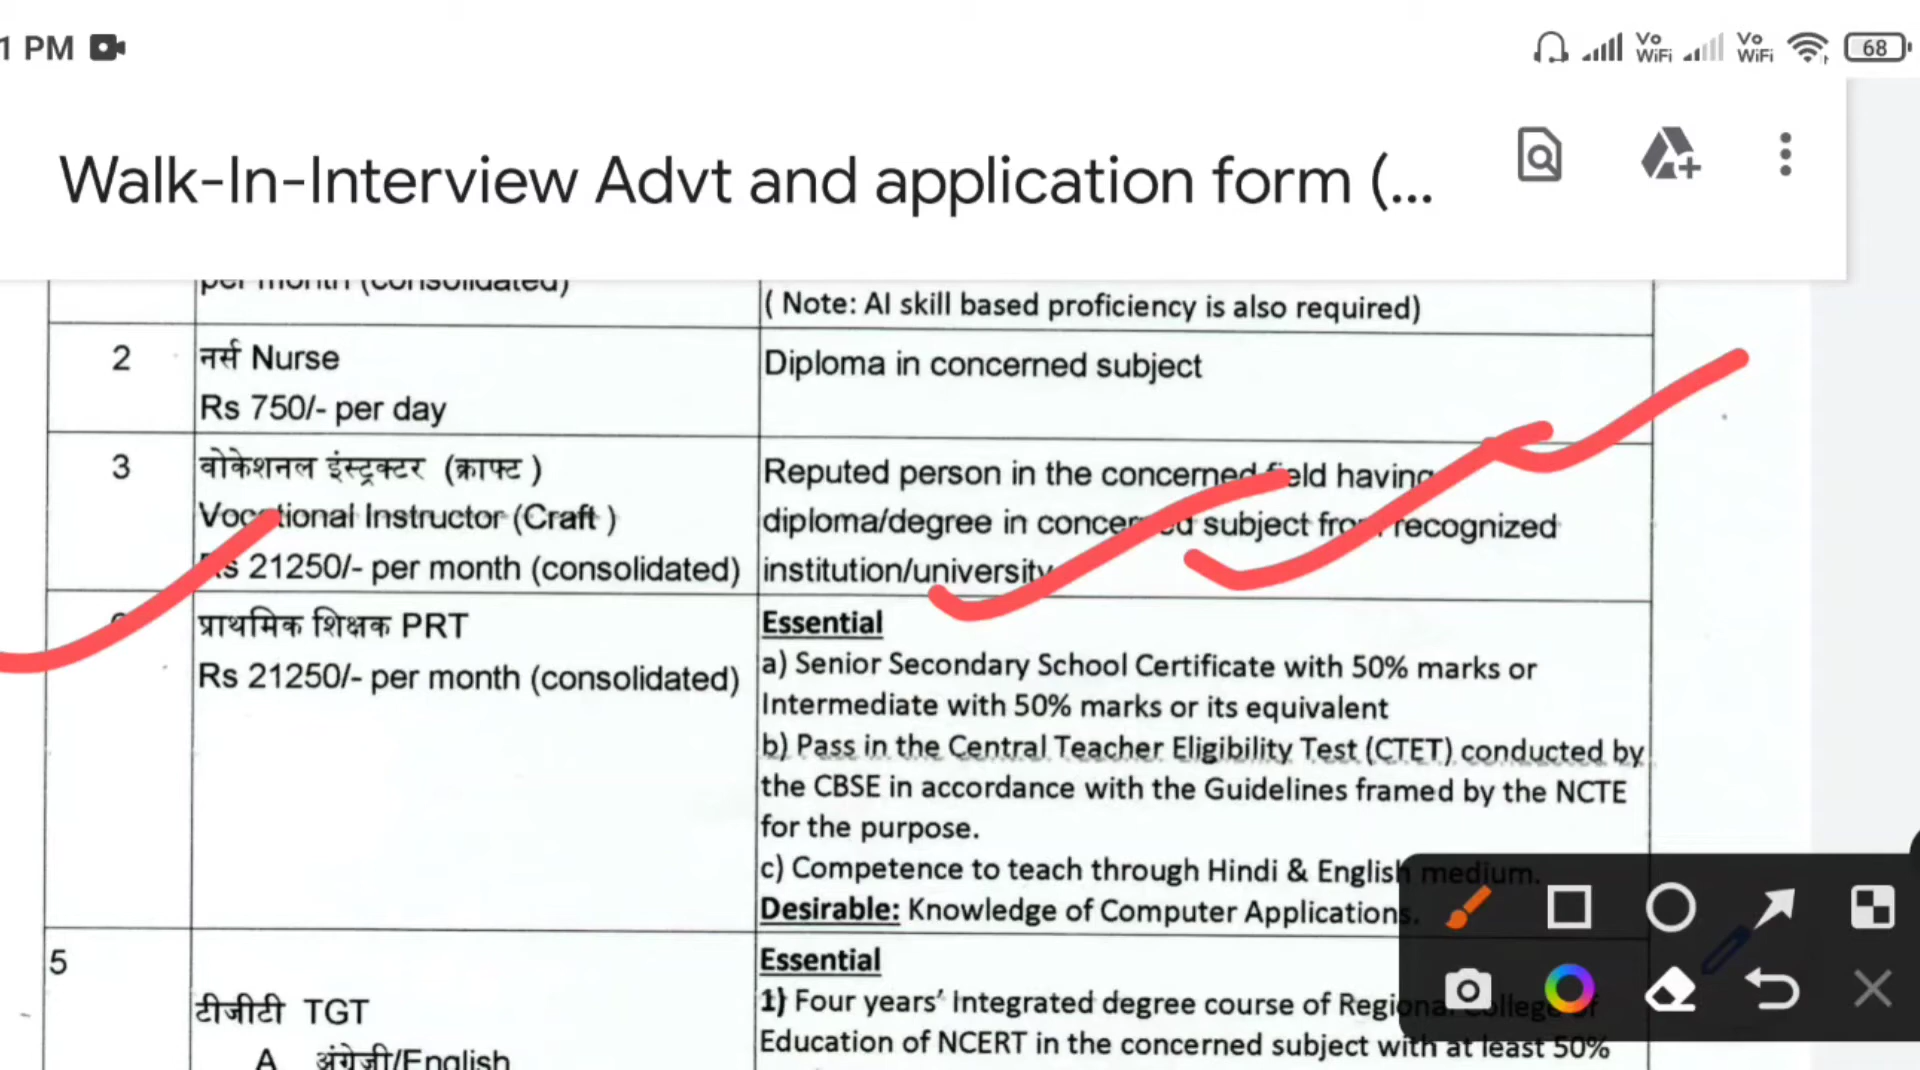 1 PM
Vo WiFi Vo WiFi 68
Walk-In-Interview Advt and application form (...
per month (consolidated)
( Note: AI skill based proficiency is also required)
2
नर्स Nurse
Diploma in concerned subject
Rs 750/- per day
3
वोकेशनल इंस्ट्रक्टर (क्राफ्ट )
Reputed person in the concerned field having
Vocational Instructor (Craft )
diploma/degree in concerned subject from recognized
Rs 21250/- per month (consolidated)
institution/university
प्राथमिक शिक्षक PRT
Essential
Rs 21250/- per month (consolidated)
a) Senior Secondary School Certificate with 50% marks or
Intermediate with 50% marks or its equivalent
b) Pass in the Central Teacher Eligibility Test (CTET) conducted by
the CBSE in accordance with the Guidelines framed by the NCTE
for the purpose.
c) Competence to teach through Hindi & English medium.
Desirable: Knowledge of Computer Applications.
5
Essential
टीजीटी TGT
1) Four years' Integrated degree course of Regional College of
A अंग्रेजी/English
Education of NCERT in the concerned subject with at least 50%